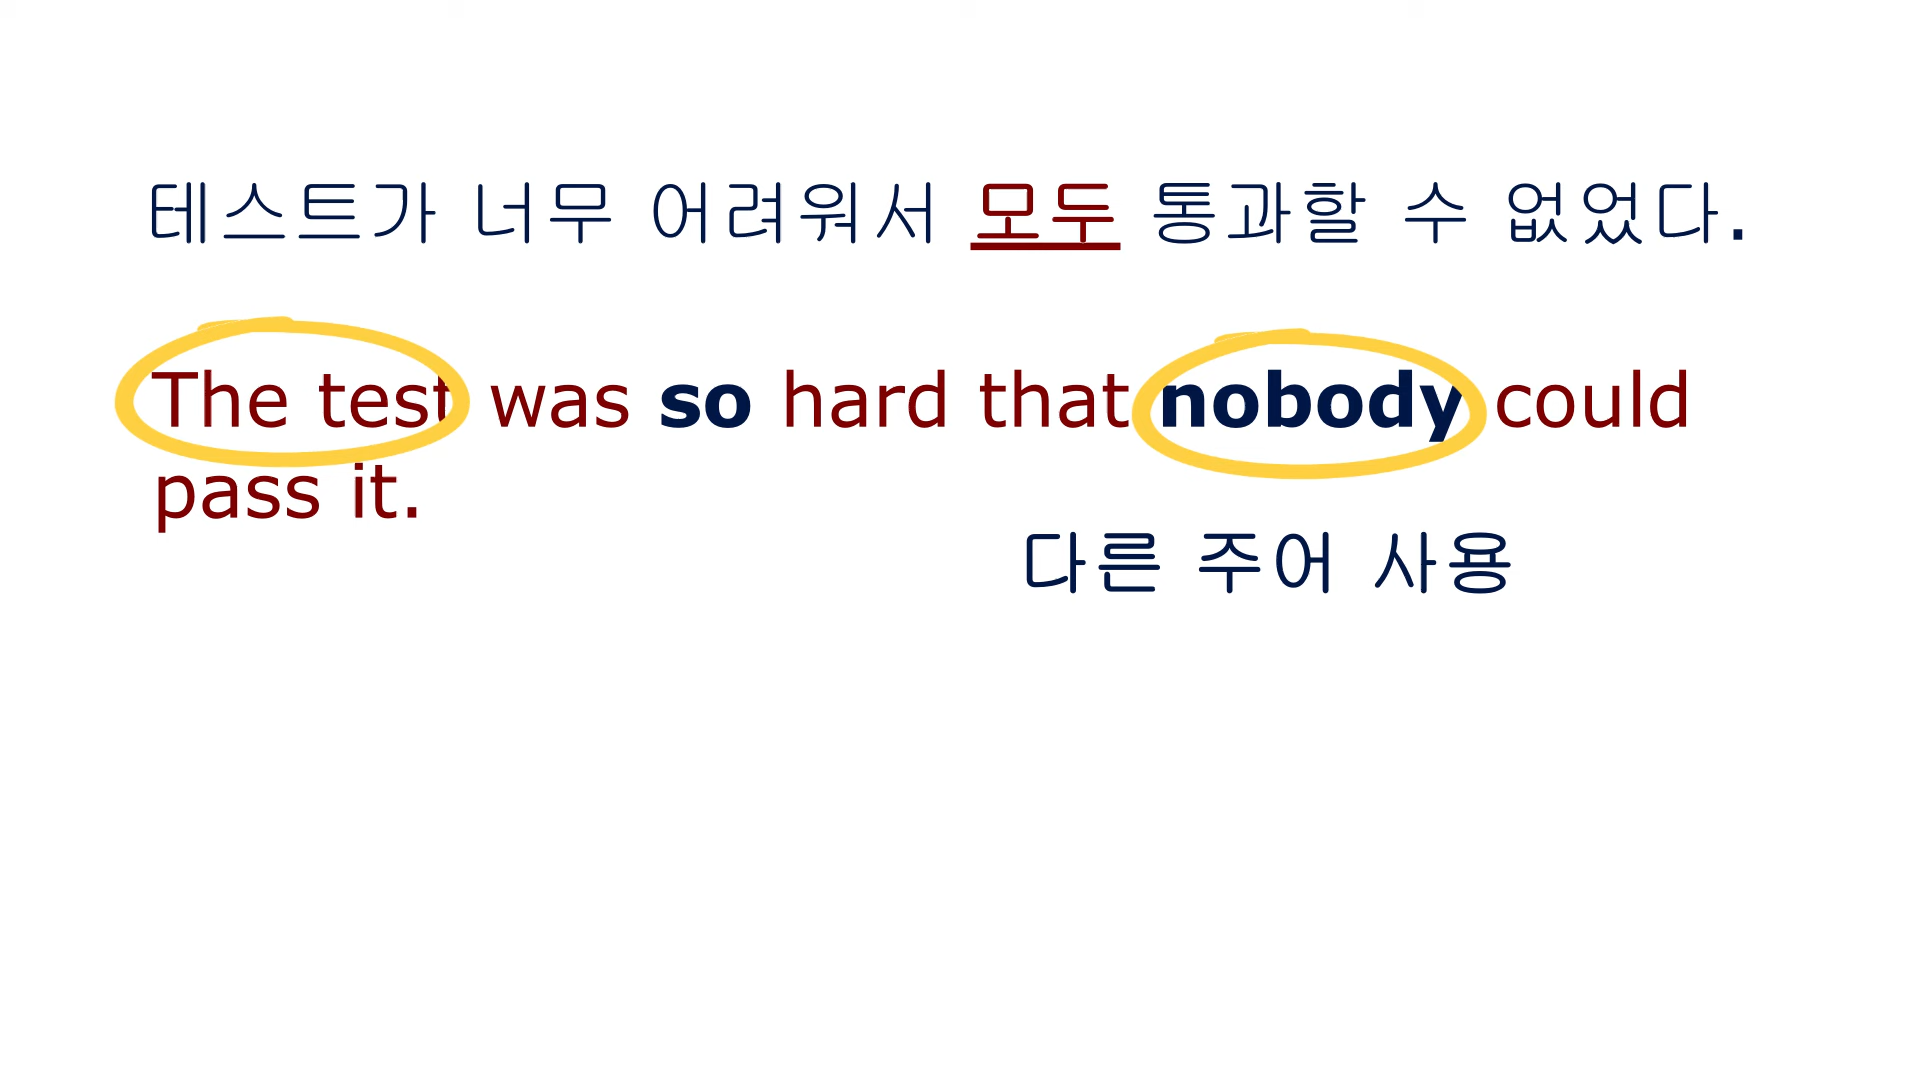 테스트가 너무 어려워서 모두 통과할 수 없었다.
The test was so hard that nobody could
pass it.
다른 주어 사용